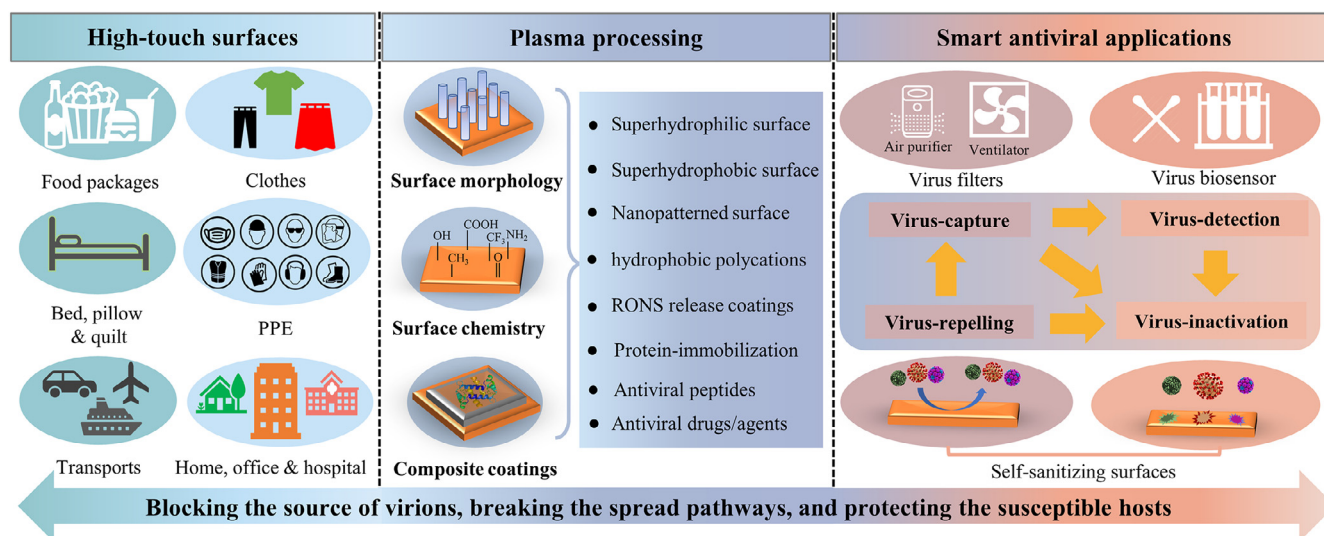 High-touch surfaces
Plasma processing
Smart antiviral applications
Food packages
Clothes
Bed, pillow
& quilt
PPE
Transports
Home, office & hospital
Surface morphology
OH
COOH
CH3
CF3
NH2
O
Surface chemistry
Composite coatings
• Superhydrophilic surface
• Superhydrophobic surface
• Nanopatterned surface
• hydrophobic polycations
• RONS release coatings
• Protein-immobilization
• Antiviral peptides
• Antiviral drugs/agents
Air purifier
Ventilator
Virus filters
Virus biosensor
Virus-capture
Virus-detection
Virus-repelling
Virus-inactivation
Self-sanitizing surfaces
Blocking the source of virions, breaking the spread pathways, and protecting the susceptible hosts